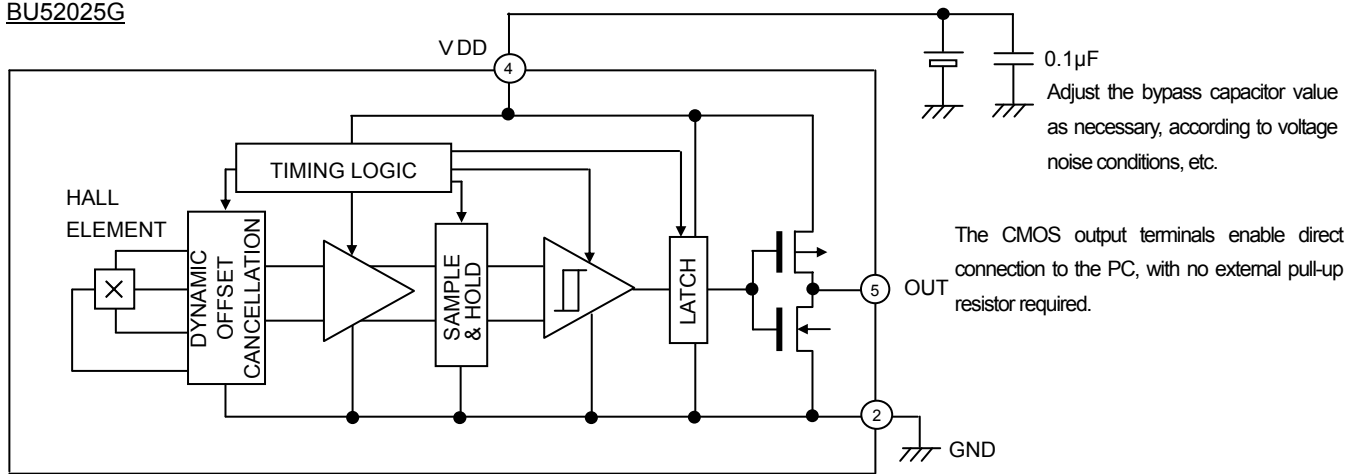 BU52025G
VDD
4
0.1µF
Adjust the bypass capacitor value
as necessary, according to voltage
noise conditions, etc.
TIMING LOGIC
HALL
ELEMENT
DYNAMIC
OFFSET
CANCELLATION
SAMPLE
& HOLD
LATCH
The CMOS output terminals enable direct
connection to the PC, with no external pull-up
resistor required.
5
OUT
2
GND